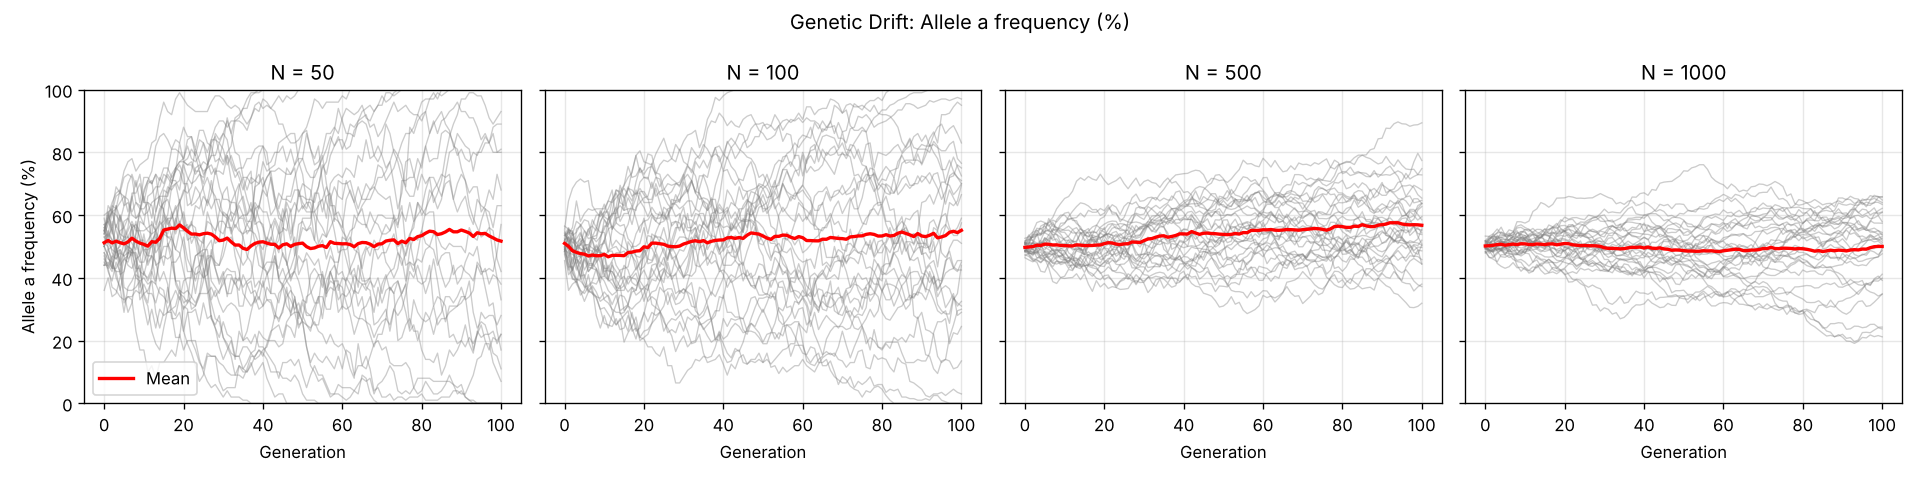 Genetic Drift: Allele a frequency (%)
N = 50
N = 100
N = 500
N = 1000
Allele a frequency (%)
100
80
60
40
20
0
Mean
0 20 40 60 80 100
0 20 40 60 80 100
0 20 40 60 80 100
0 20 40 60 80 100
Generation
Generation
Generation
Generation